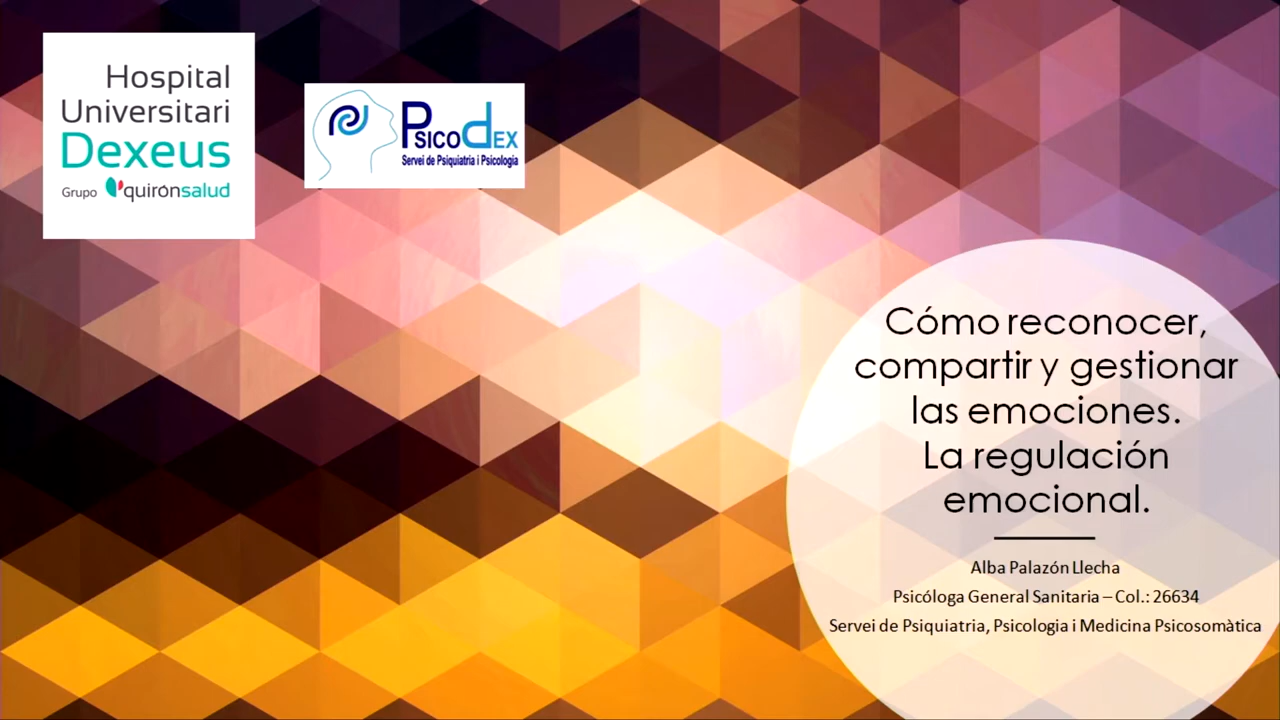 Hospital
Universitari
Dexeus
Grupo quirónsalud
PSICODEX
Servei de Psiquiatria i Psicologia
Cómo reconocer,
compartir y gestionar
las emociones.
La regulación
emocional.
Alba Palazón Llecha
Psicóloga General Sanitaria – Col.: 26634
Servei de Psiquiatria, Psicologia i Medicina Psicosomàtica